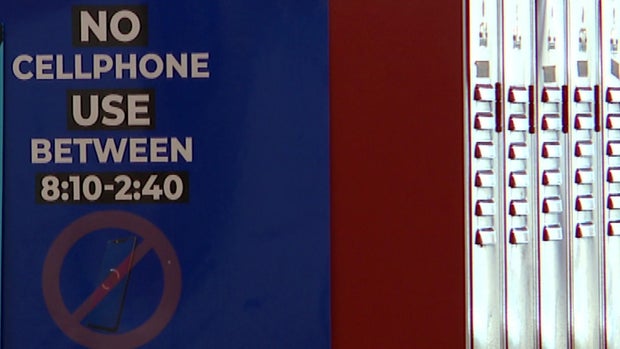 NO
CELLPHONE
USE
BETWEEN
8:10-2:40